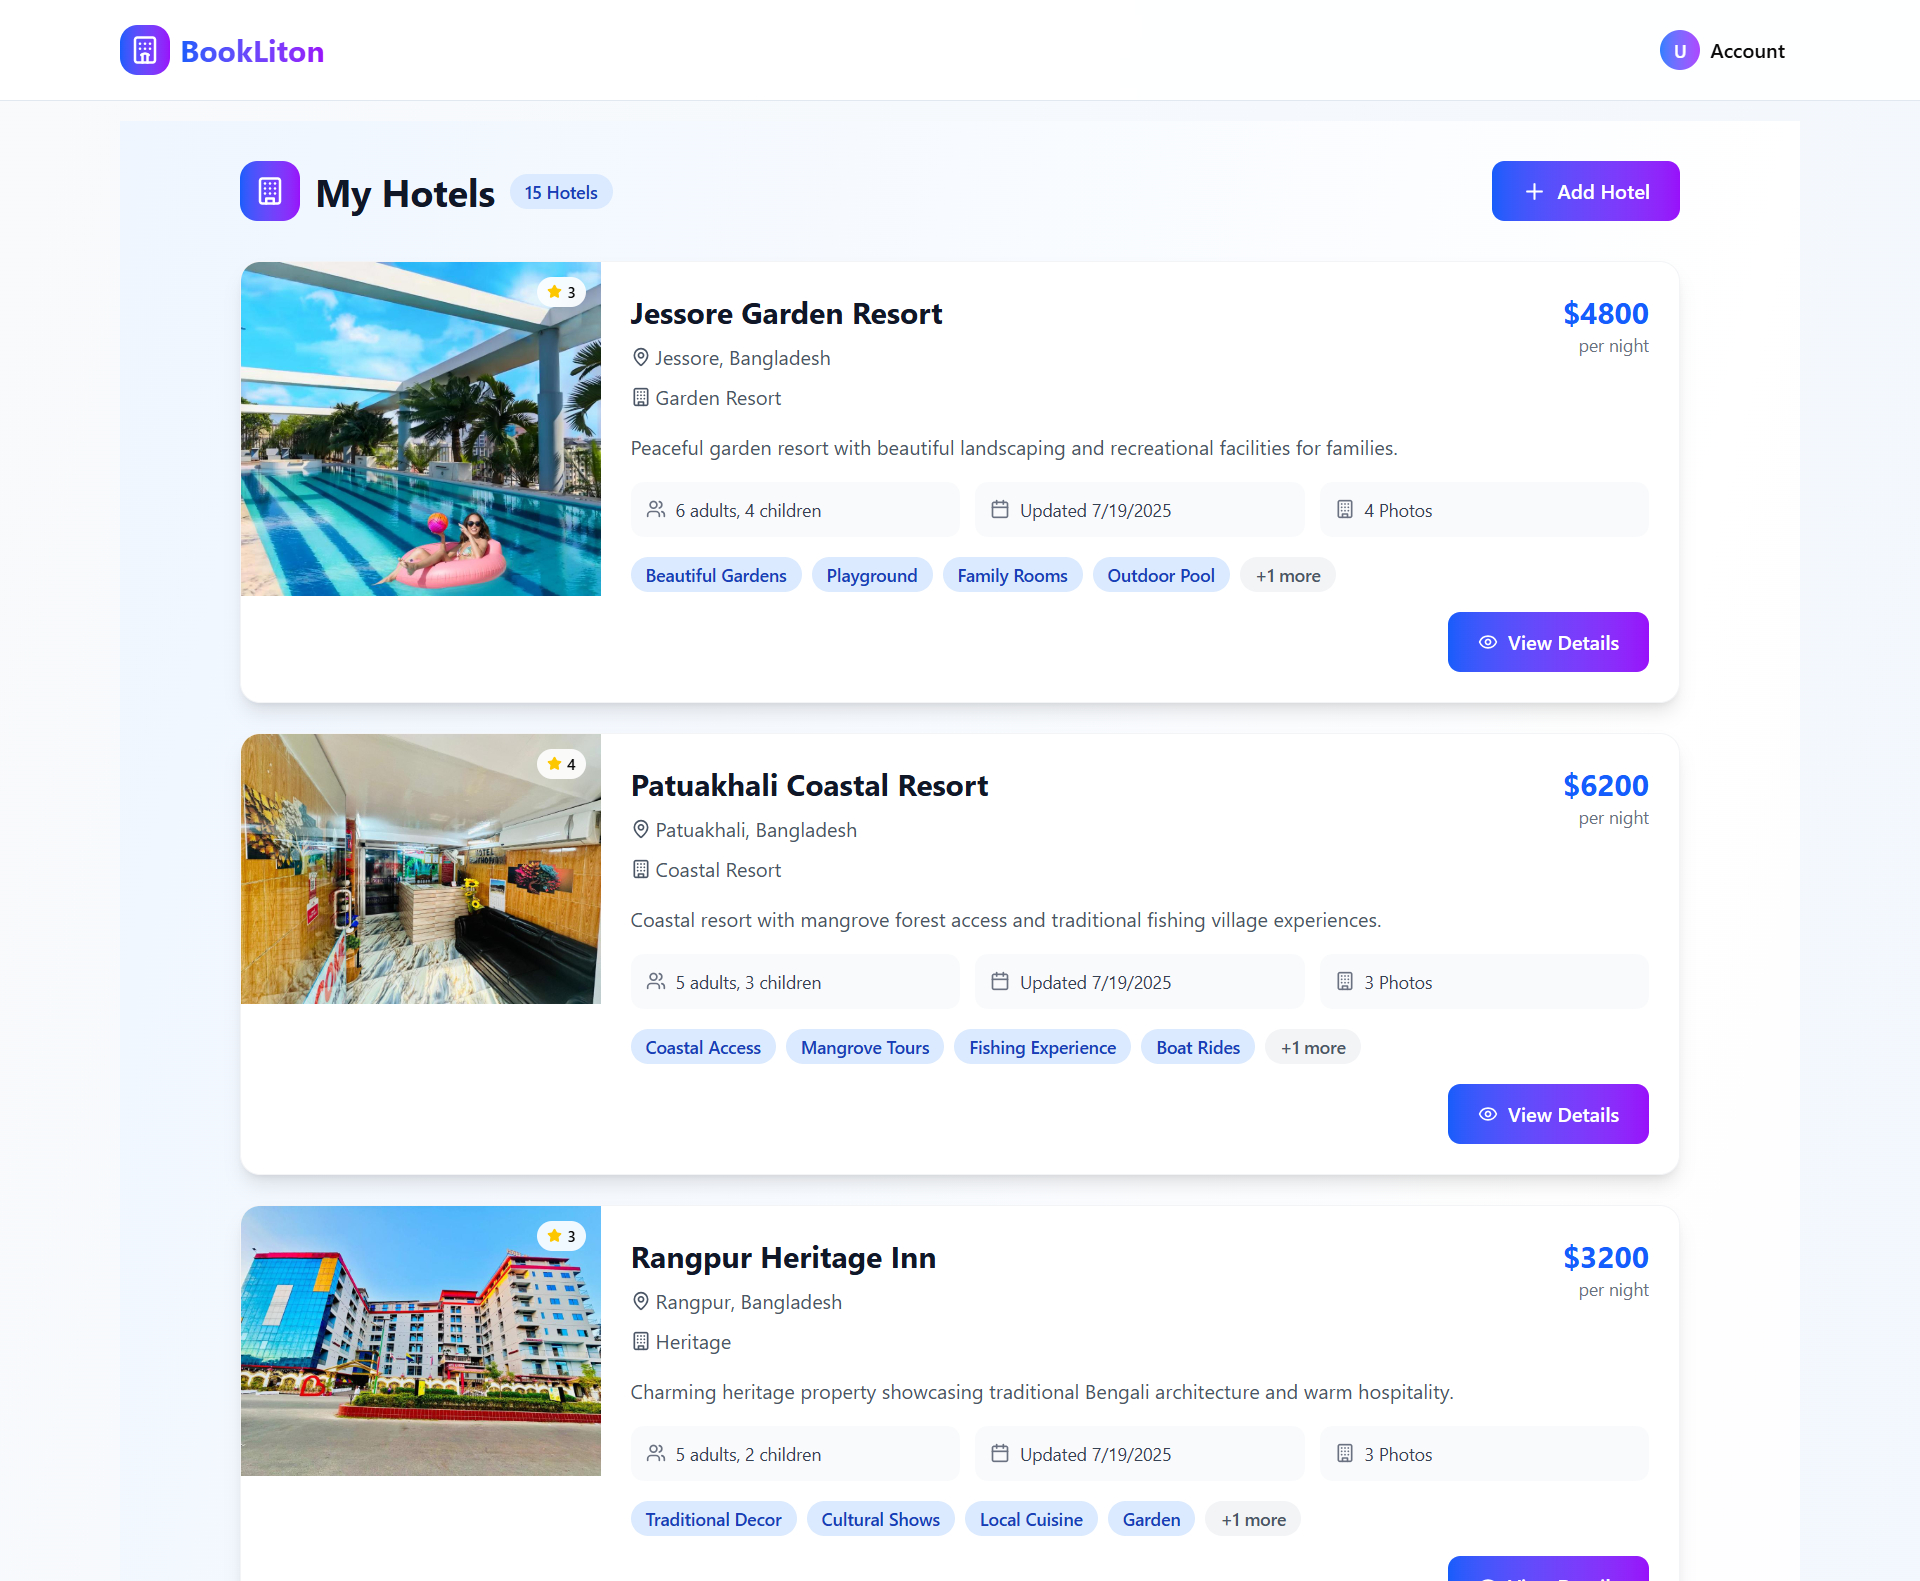 BookLiton
U Account
My Hotels 15 Hotels
+ Add Hotel
3
Jessore Garden Resort
$4800
per night
Jessore, Bangladesh
Garden Resort
Peaceful garden resort with beautiful landscaping and recreational facilities for families.
6 adults, 4 children
Updated 7/19/2025
4 Photos
Beautiful Gardens
Playground
Family Rooms
Outdoor Pool
+1 more
View Details
4
Patuakhali Coastal Resort
$6200
per night
Patuakhali, Bangladesh
Coastal Resort
Coastal resort with mangrove forest access and traditional fishing village experiences.
5 adults, 3 children
Updated 7/19/2025
3 Photos
Coastal Access
Mangrove Tours
Fishing Experience
Boat Rides
+1 more
View Details
3
Rangpur Heritage Inn
$3200
per night
Rangpur, Bangladesh
Heritage
Charming heritage property showcasing traditional Bengali architecture and warm hospitality.
5 adults, 2 children
Updated 7/19/2025
3 Photos
Traditional Decor
Cultural Shows
Local Cuisine
Garden
+1 more